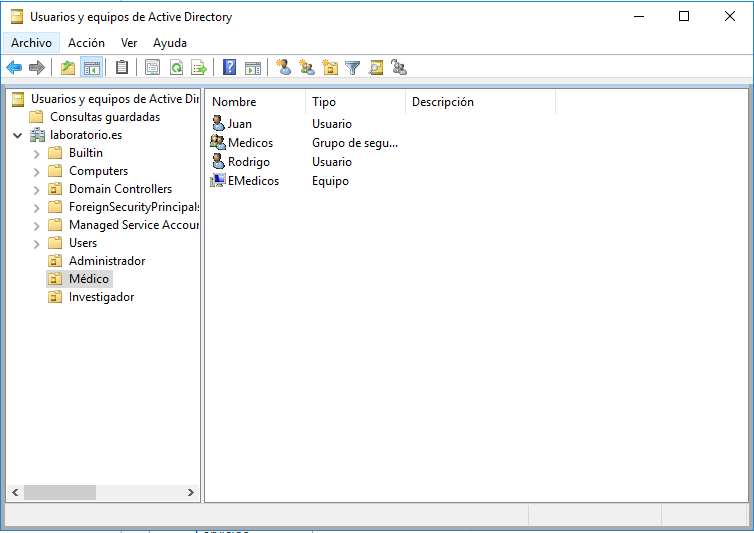 Usuarios y equipos de Active Directory
Archivo Acción Ver Ayuda
Usuarios y equipos de Active Dir
Consultas guardadas
laboratorio.es
Builtin
Computers
Domain Controllers
ForeignSecurityPrincipals
Managed Service Accour
Users
Administrador
Médico
Investigador
Nombre Tipo Descripción
Juan Usuario
Medicos Grupo de segu...
Rodrigo Usuario
EMedicos Equipo